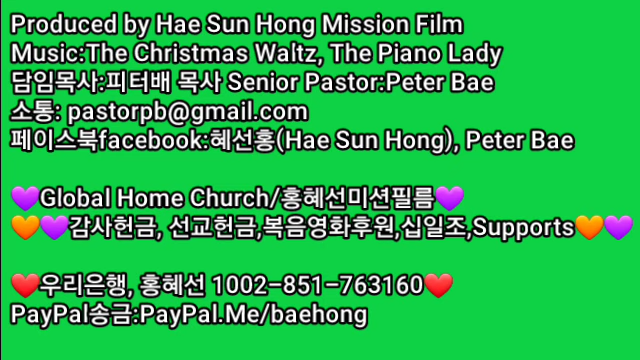 Produced by Hae Sun Hong Mission Film
Music:The Christmas Waltz, The Piano Lady
담임목사:피터배 목사 Senior Pastor:Peter Bae
소통: pastorpb@gmail.com
페이스북facebook:혜선홍(Hae Sun Hong), Peter Bae
💜Global Home Church/홍혜선미션필름💜
🧡💜감사헌금, 선교헌금,복음영화후원,십일조,Supports🧡💜
❤️우리은행, 홍혜선 1002-851-763160❤️
PayPal송금:PayPal.Me/baehong